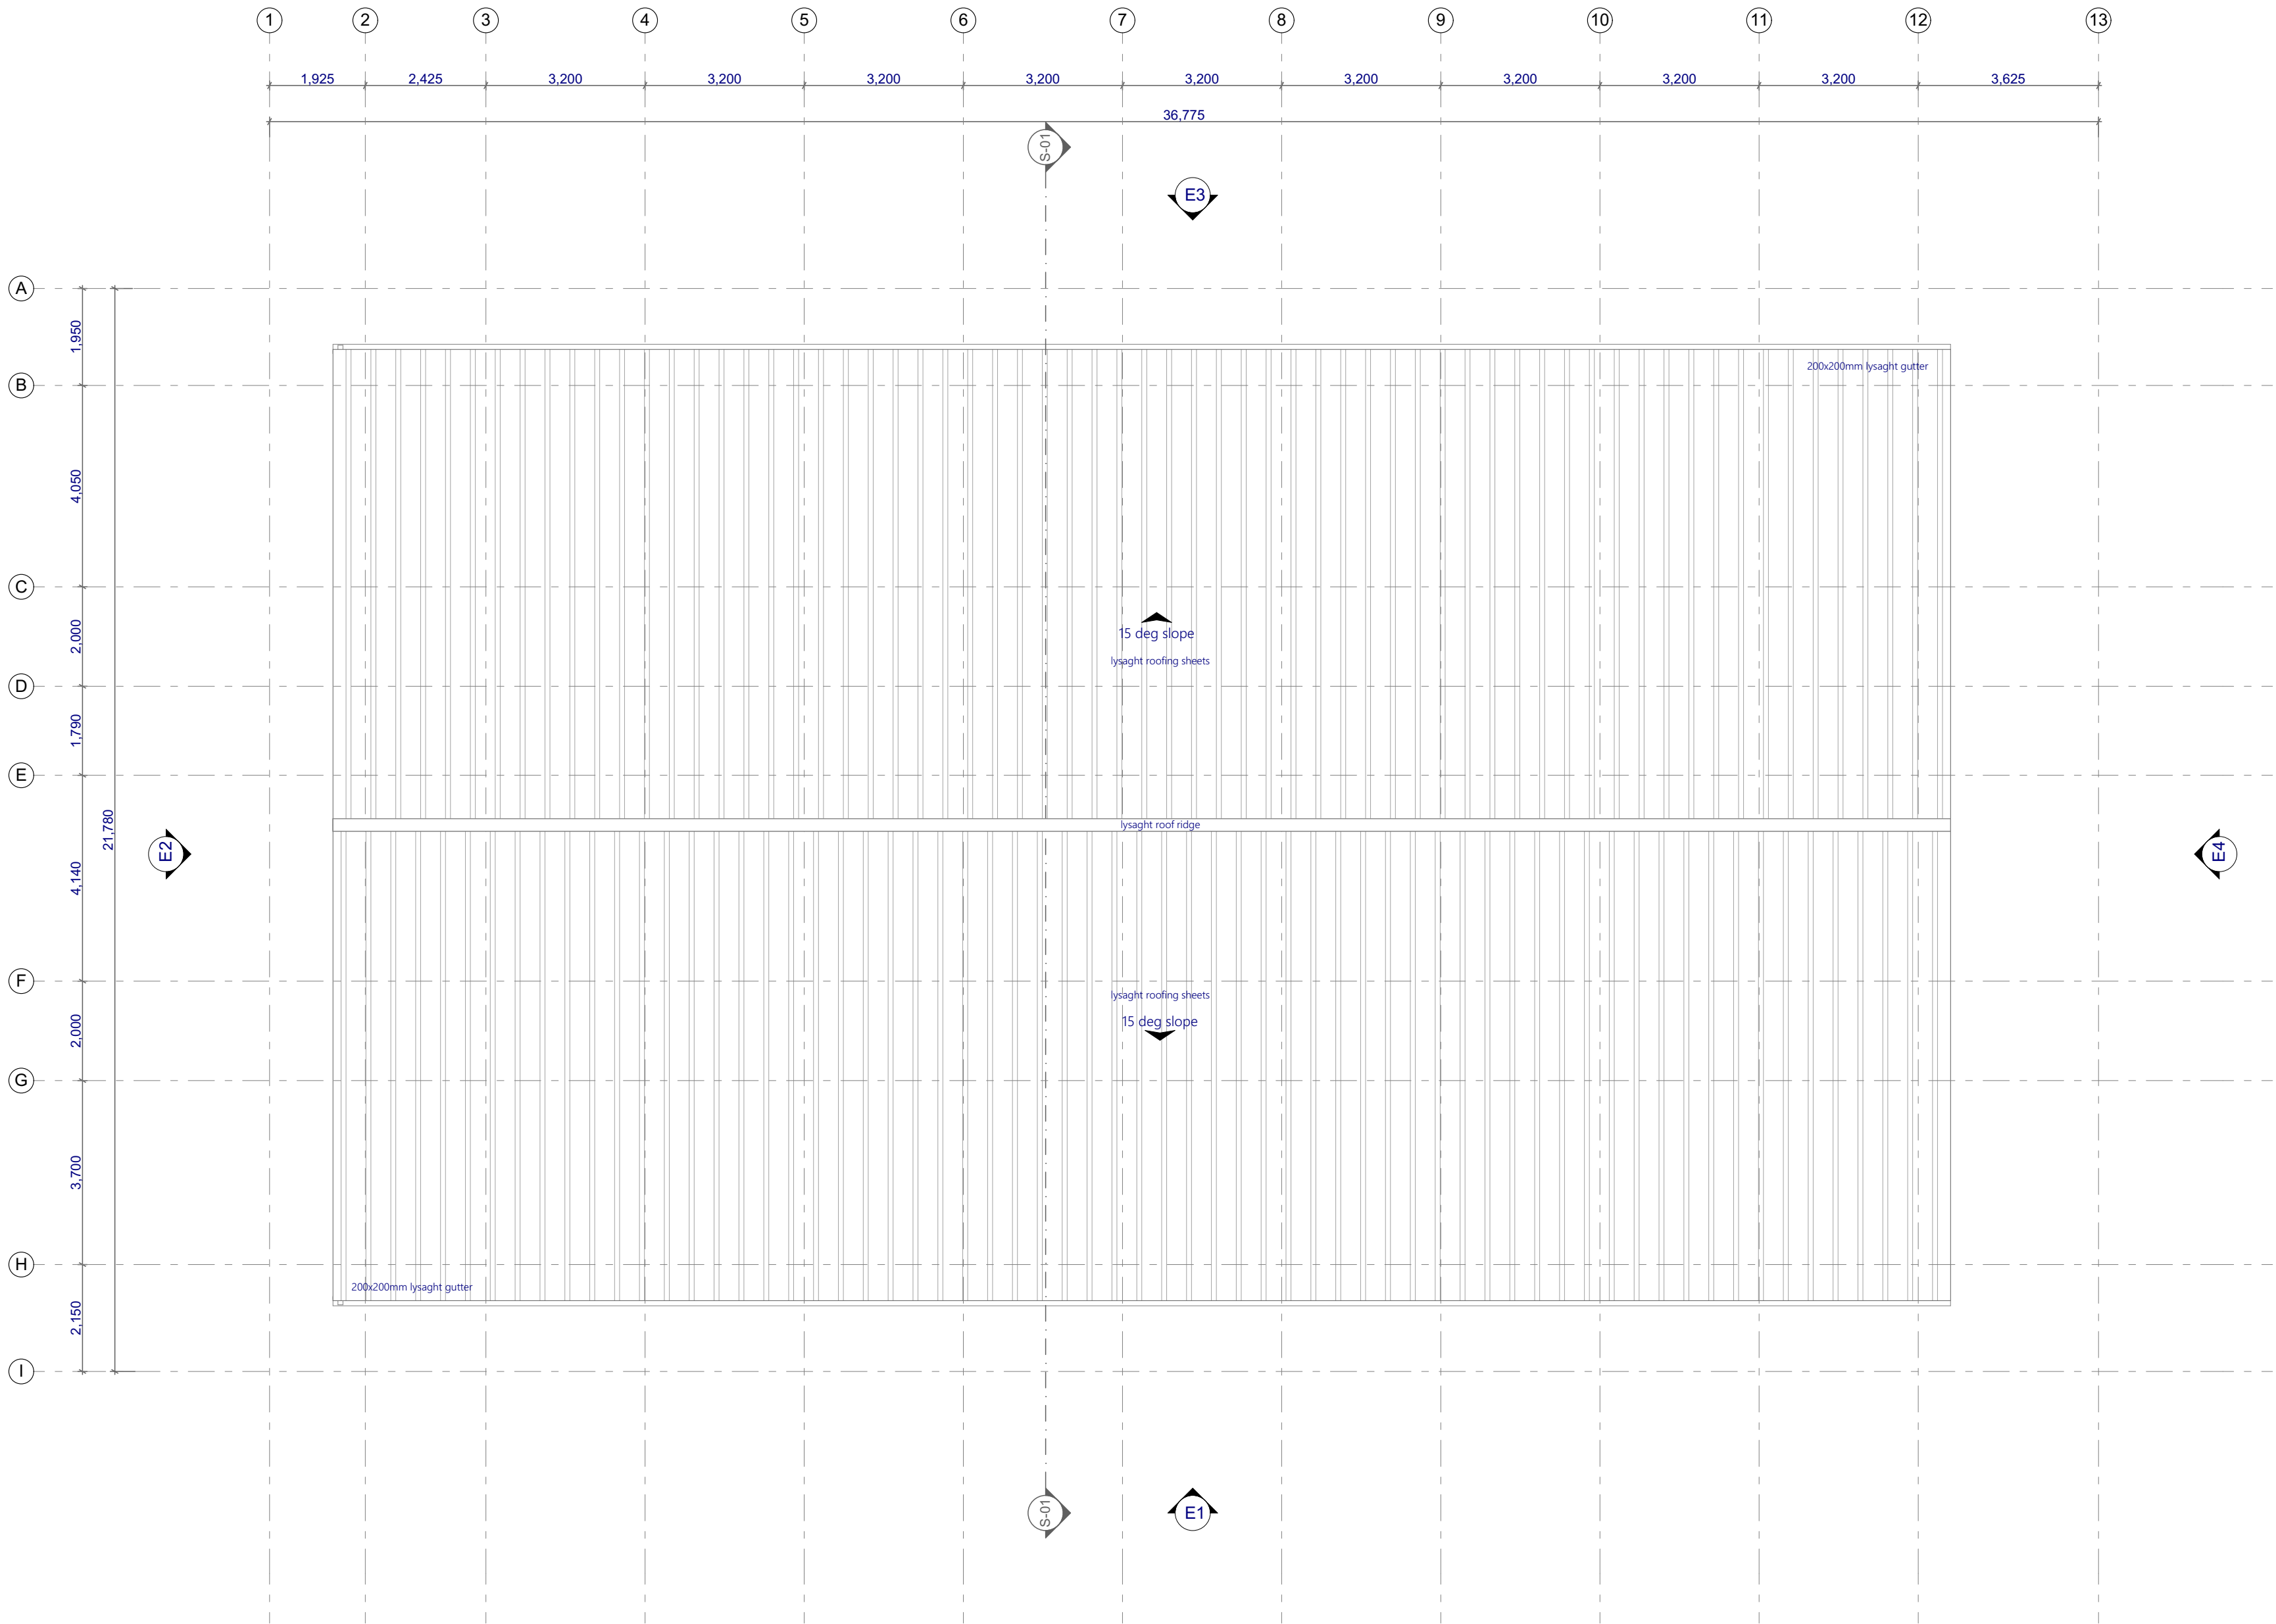 1 2 3 4 5 6 7 8 9 10 11 12 13
1,925 2,425 3,200 3,200 3,200 3,200 3,200 3,200 3,200 3,200 3,200 3,625
36,775
S-01
E3
A
1,950
B
200x200mm lysaght gutter
4,050
C
2,000
15 deg slope
lysaght roofing sheets
D
1,790
E
21,780
lysaght roof ridge
E2
E4
4,140
F
lysaght roofing sheets
15 deg slope
2,000
G
3,700
H
200x200mm lysaght gutter
2,150
I
S-01
E1